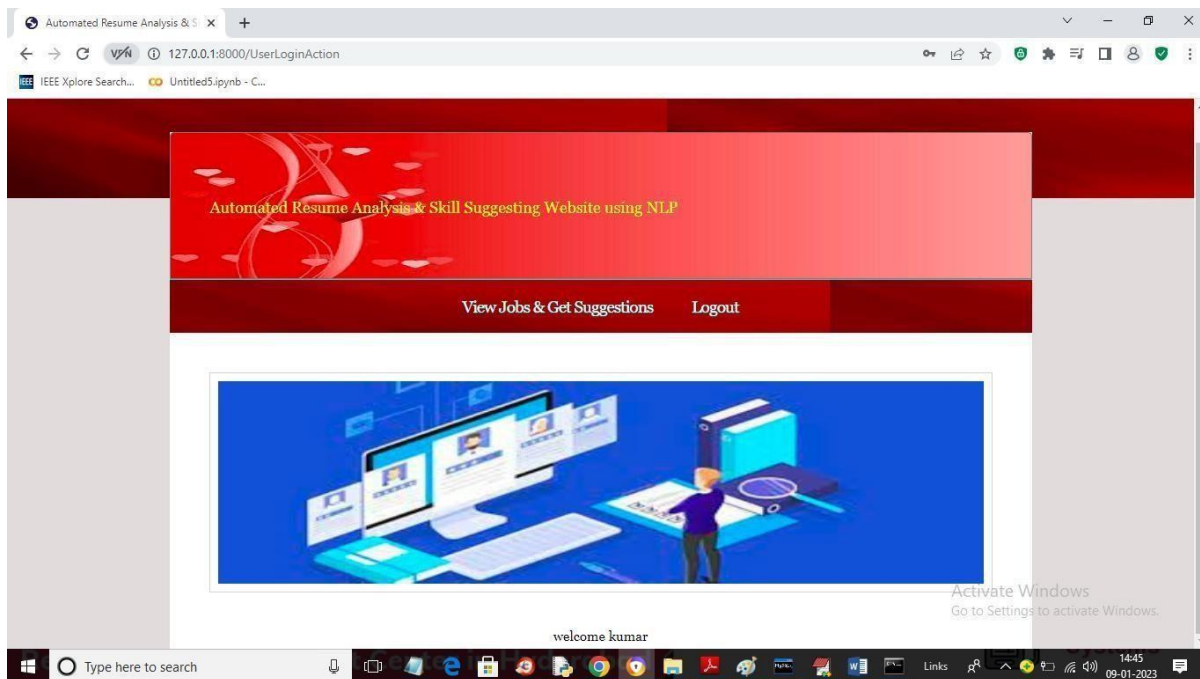 Automated Resume Analysis & S
127.0.0.1:8000/UserLoginAction
IEEE Xplore Search...
Untitled5.ipynb - C...
Automated Resume Analysis & Skill Suggesting Website using NLP
View Jobs & Get Suggestions
Logout
Activate Windows
Go to Settings to activate Windows.
welcome kumar
Type here to search
Links
14:45
09-01-2023